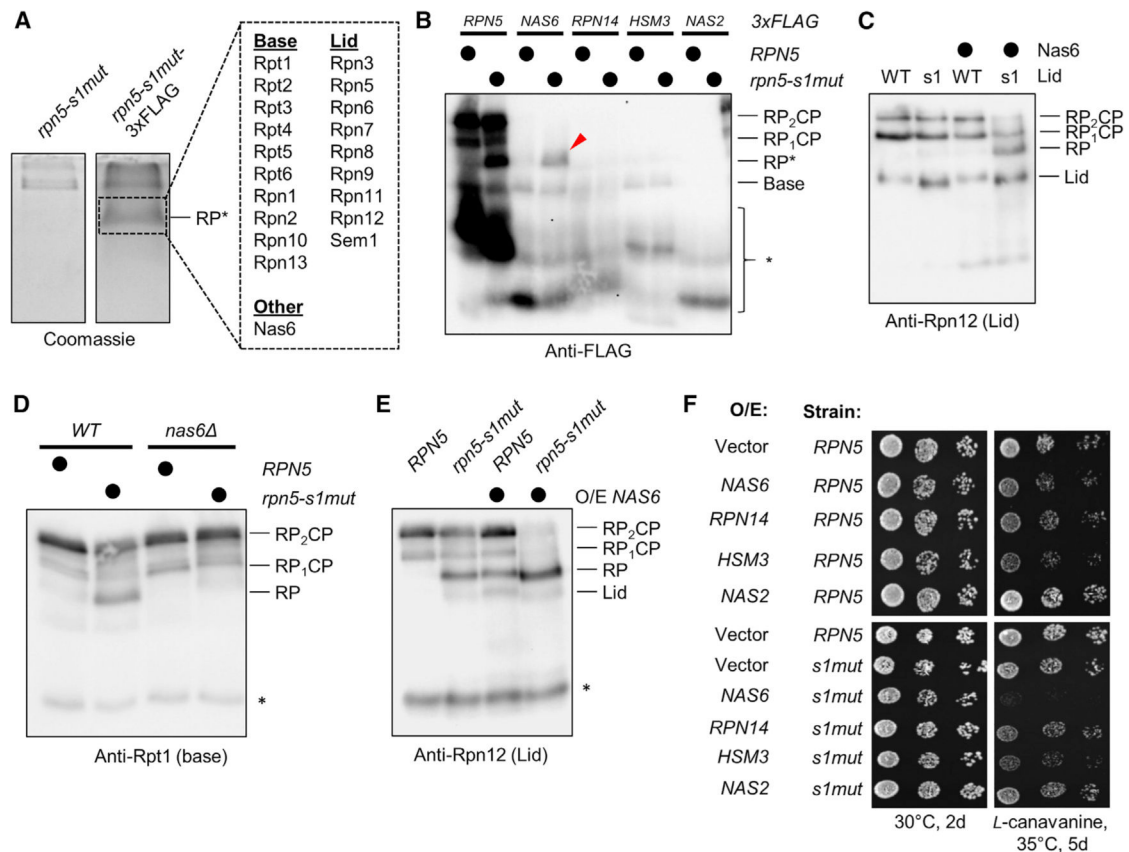 A
rpn5-s1mut
rpn5-s1mut-
3xFLAG
RP*
Coomassie
Base
Rpt1
Rpt2
Rpt3
Rpt4
Rpt5
Rpt6
Rpn1
Rpn2
Rpn10
Rpn13
Lid
Rpn3
Rpn5
Rpn6
Rpn7
Rpn8
Rpn9
Rpn11
Rpn12
Sem1
Other
Nas6
B
RPN5 NAS6 RPN14 HSM3 NAS2 3xFLAG
RPN5
rpn5-s1mut
RP₂CP
RP₁CP
RP*
Base
*
Anti-FLAG
C
Nas6
WT s1 WT s1 Lid
RP₂CP
RP₁CP
RP
Lid
Anti-Rpn12 (Lid)
D
WT nas6Δ
RPN5
rpn5-s1mut
RP₂CP
RP₁CP
RP
*
Anti-Rpt1 (base)
E
RPN5
rpn5-s1mut
RPN5
rpn5-s1mut
O/E NAS6
RP₂CP
RP₁CP
RP
Lid
*
Anti-Rpn12 (Lid)
F
O/E: Strain:
Vector RPN5
NAS6 RPN5
RPN14 RPN5
HSM3 RPN5
NAS2 RPN5
Vector RPN5
Vector s1mut
NAS6 s1mut
RPN14 s1mut
HSM3 s1mut
NAS2 s1mut
30°C, 2d
L-canavanine,
35°C, 5d